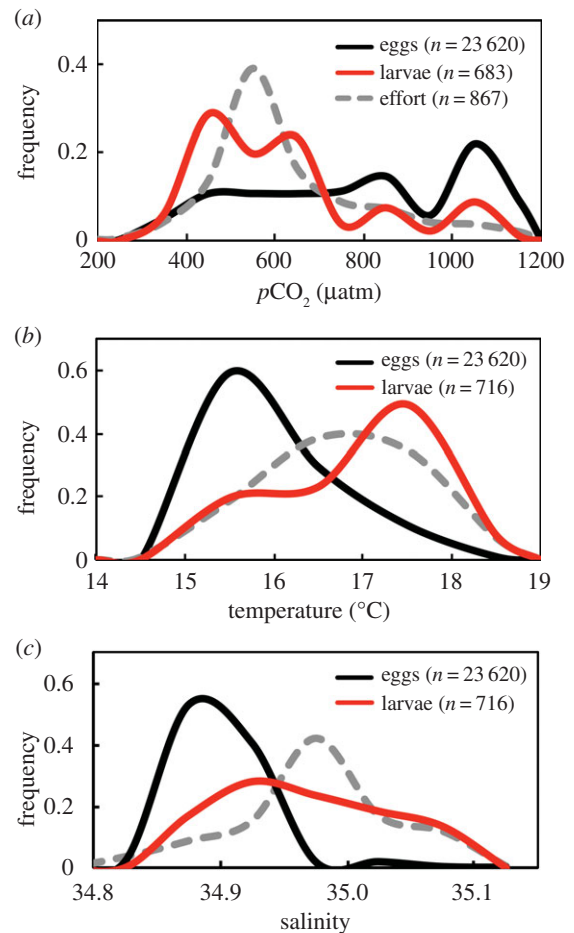 (a)
eggs (n = 23 620)
larvae (n = 683)
effort (n = 867)
0.4
0.2
0
frequency
200 400 600 800 1000 1200
pCO₂ (µatm)
(b)
eggs (n = 23 620)
larvae (n = 716)
0.6
0.4
0.2
0
frequency
14 15 16 17 18 19
temperature (°C)
(c)
eggs (n = 23 620)
larvae (n = 716)
0.6
0.4
0.2
0
frequency
34.8 34.9 35.0 35.1
salinity